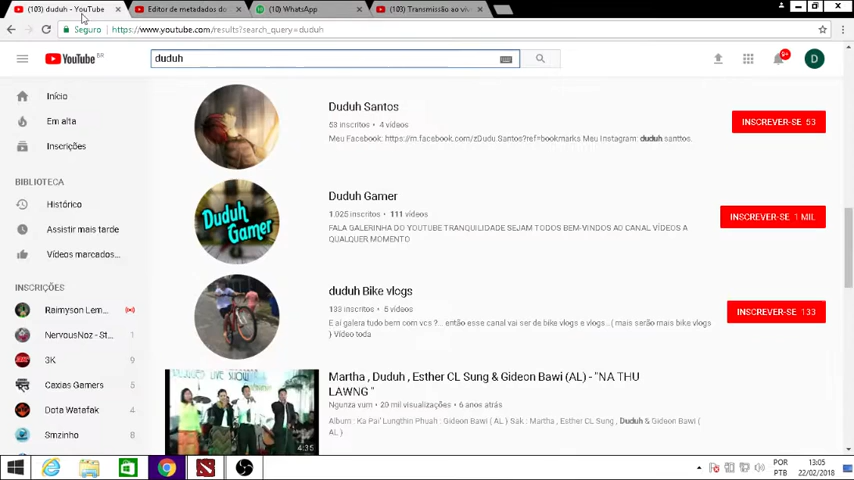 (103) duduh - YouTube
Editor de metadados do
(10) WhatsApp
(103) Transmissão ao viv
Seguro
https://www.youtube.com/results?search_query=duduh
YouTube BR
duduh
9+
D
Início
Em alta
Inscrições
BIBLIOTECA
Histórico
Assistir mais tarde
Vídeos marcados...
INSCRIÇÕES
Raimyson Lem...
NervousNoz - St... 1
3K 9
Caxias Gamers 5
Dota Watafak 4
Smzinho
Duduh Santos
53 inscritos • 4 vídeos
Meu Facebook: https://m.facebook.com/zDudu Santos?ref=bookmarks Meu Instagram: duduh.santtos.
INSCREVER-SE 53
Duduh Gamer
Duduh Gamer
1.025 inscritos • 111 vídeos
FALA GALERINHA DO YOUTUBE TRANQUILIDADE SEJAM TODOS BEM-VINDOS AO CANAL VÍDEOS A
QUALQUER MOMENTO
INSCREVER-SE 1 MIL
duduh Bike vlogs
133 inscritos • 5 vídeos
E ai galera tudo bem com vcs ?... então esse canal vai ser de bike vlogs e vlogs...( mais serão mais bike vlogs
) Vídeo toda
INSCREVER-SE 133
Martha , Duduh , Esther CL Sung & Gideon Bawi (AL) - "NA THU
LAWNG "
Ngunza vum • 20 mil visualizações • 6 anos atrás
Album : Ka Pai' Lungthin Phuah : Gideon Bawi ( AL ) Sak : Martha , Esther CL Sung , Duduh & Gideon Bawi (
AL )
4:35
POR
PTB
13:05
22/02/2018